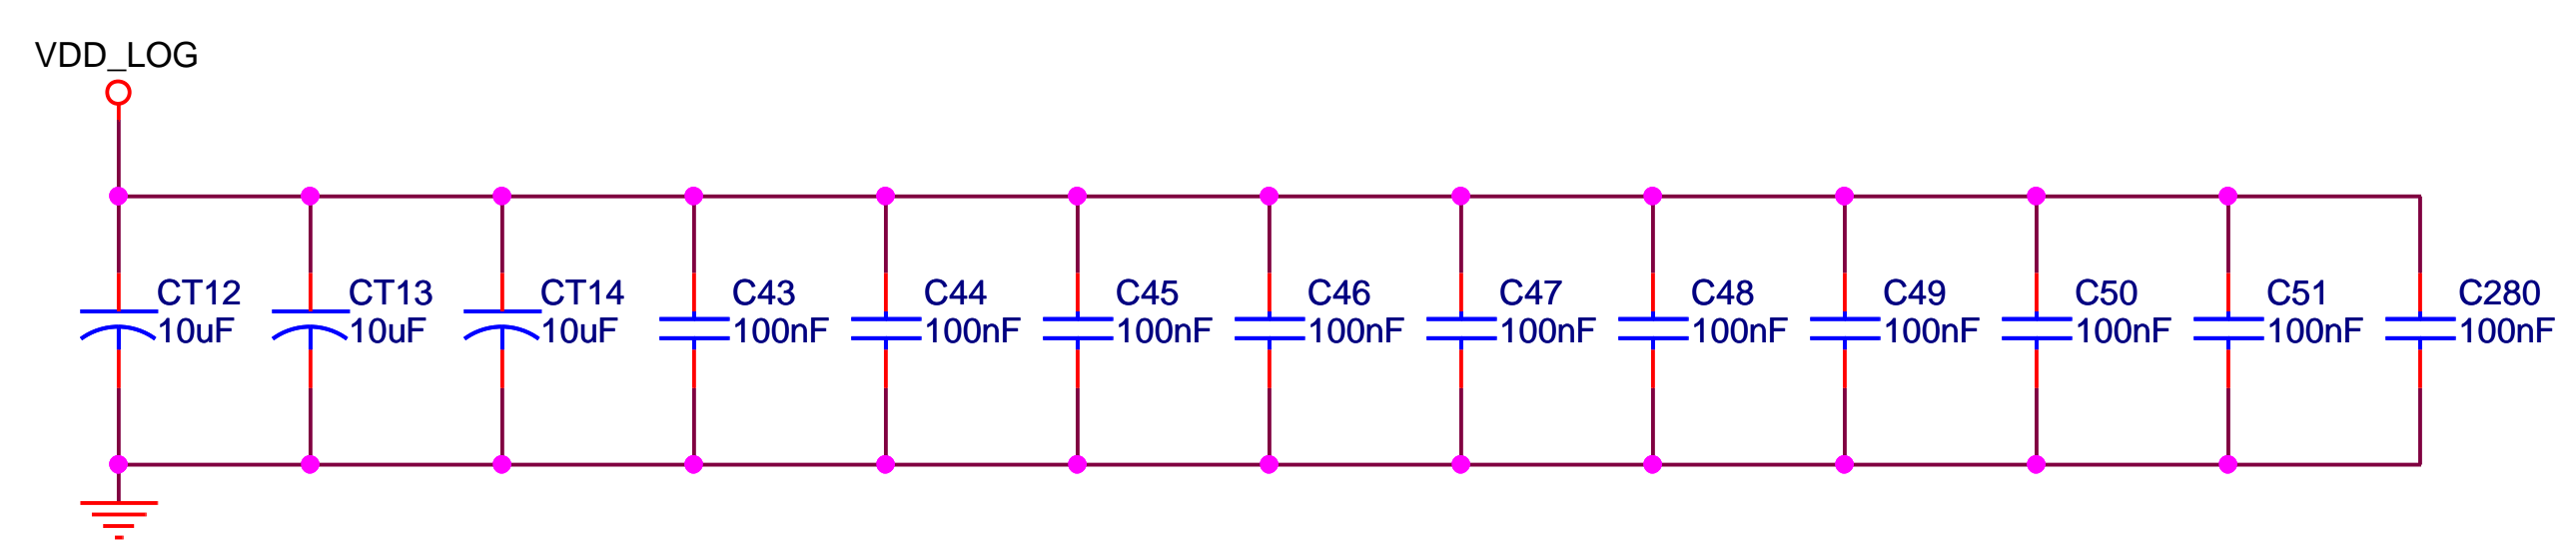 VDD_LOG
CT12
10uF
CT13
10uF
CT14
10uF
C43
100nF
C44
100nF
C45
100nF
C46
100nF
C47
100nF
C48
100nF
C49
100nF
C50
100nF
C51
100nF
C280
100nF